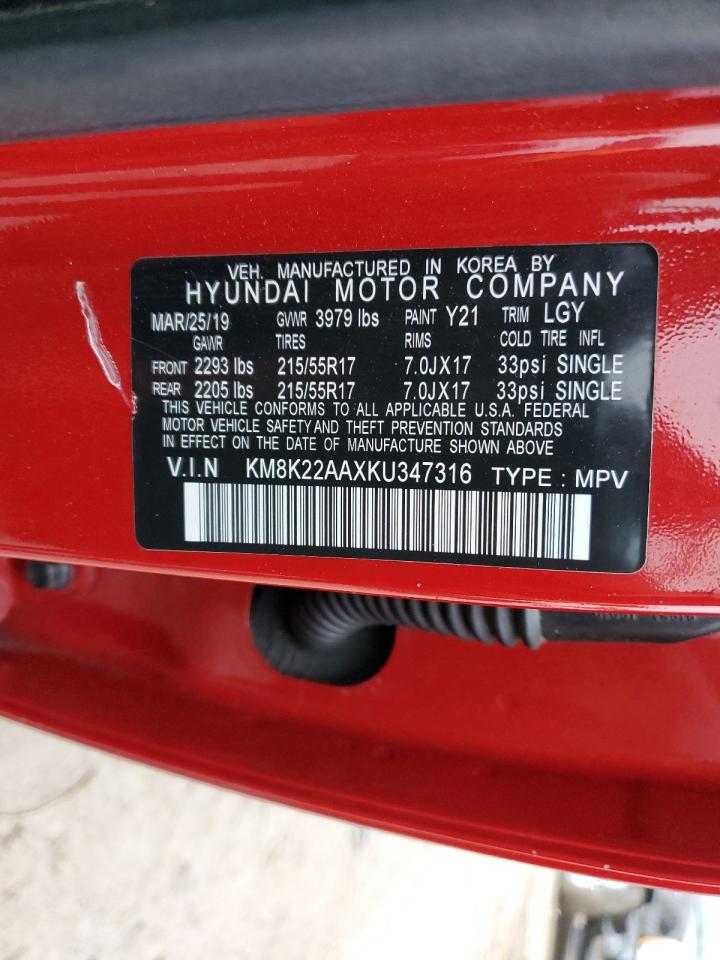 VEH. MANUFACTURED IN KOREA BY
HYUNDAI MOTOR COMPANY
MAR/25/19 GVWR 3979 lbs PAINT Y21 TRIM LGY
GAWR TIRES RIMS COLD TIRE INFL
FRONT 2293 lbs 215/55R17 7.0JX17 33psi SINGLE
REAR 2205 lbs 215/55R17 7.0JX17 33psi SINGLE
THIS VEHICLE CONFORMS TO ALL APPLICABLE U.S.A. FEDERAL
MOTOR VEHICLE SAFETY AND THEFT PREVENTION STANDARDS
IN EFFECT ON THE DATE OF MANUFACTURE SHOWN ABOVE
V.I.N KM8K22AAXKU347316 TYPE : MPV